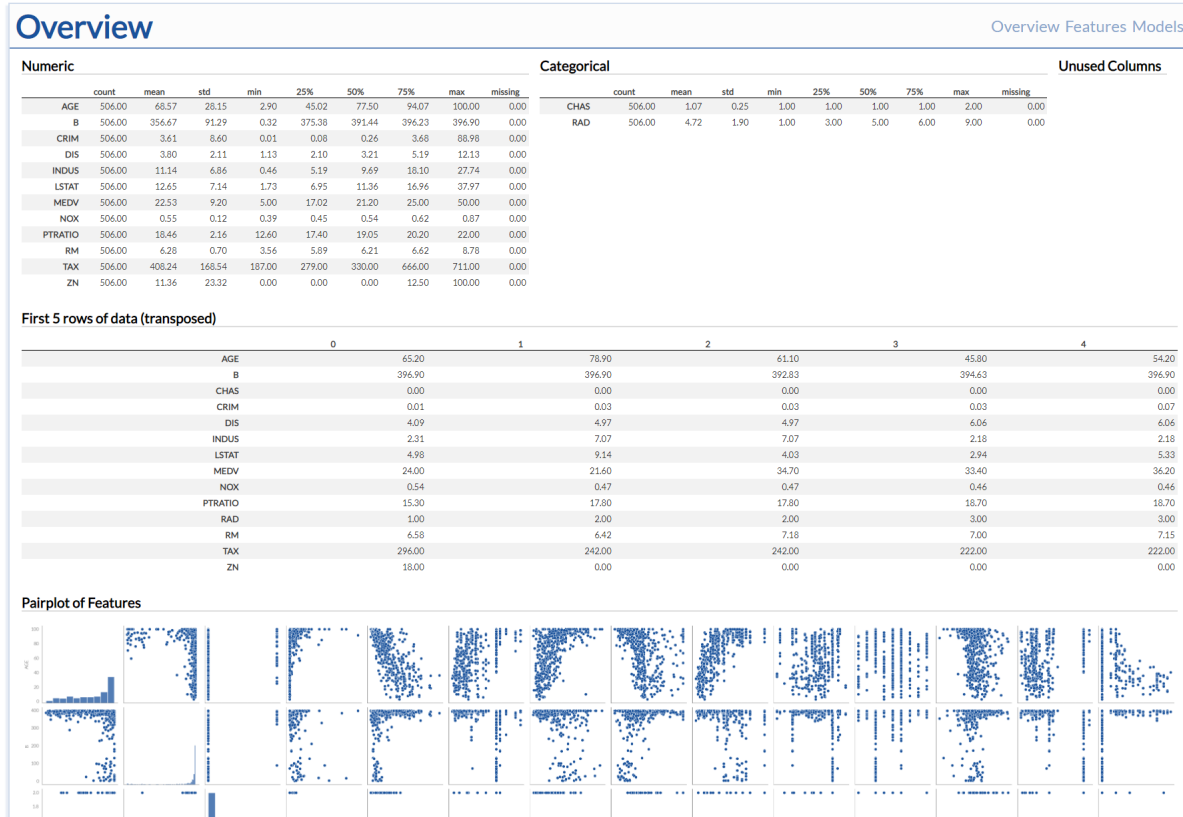 Overview
Overview Features Models
Numeric
count mean std min 25% 50% 75% max missing
AGE 506.00 68.57 28.15 2.90 45.02 77.50 94.07 100.00 0.00
B 506.00 356.67 91.29 0.32 375.38 391.44 396.23 396.90 0.00
CRIM 506.00 3.61 8.60 0.01 0.08 0.26 3.68 88.98 0.00
DIS 506.00 3.80 2.11 1.13 2.10 3.21 5.19 12.13 0.00
INDUS 506.00 11.14 6.86 0.46 5.19 9.69 18.10 27.74 0.00
LSTAT 506.00 12.65 7.14 1.73 6.95 11.36 16.96 37.97 0.00
MEDV 506.00 22.53 9.20 5.00 17.02 21.20 25.00 50.00 0.00
NOX 506.00 0.55 0.12 0.39 0.45 0.54 0.62 0.87 0.00
PTRATIO 506.00 18.46 2.16 12.60 17.40 19.05 20.20 22.00 0.00
RM 506.00 6.28 0.70 3.56 5.89 6.21 6.62 8.78 0.00
TAX 506.00 408.24 168.54 187.00 279.00 330.00 666.00 711.00 0.00
ZN 506.00 11.36 23.32 0.00 0.00 0.00 12.50 100.00 0.00
Categorical
count mean std min 25% 50% 75% max missing
CHAS 506.00 1.07 0.25 1.00 1.00 1.00 1.00 2.00 0.00
RAD 506.00 4.72 1.90 1.00 3.00 5.00 6.00 9.00 0.00
Unused Columns
First 5 rows of data (transposed)
0 1 2 3 4
AGE 65.20 78.90 61.10 45.80 54.20
B 396.90 396.90 392.83 394.63 396.90
CHAS 0.00 0.00 0.00 0.00 0.00
CRIM 0.01 0.03 0.03 0.03 0.07
DIS 4.09 4.97 4.97 6.06 6.06
INDUS 2.31 7.07 7.07 2.18 2.18
LSTAT 4.98 9.14 4.03 2.94 5.33
MEDV 24.00 21.60 34.70 33.40 36.20
NOX 0.54 0.47 0.47 0.46 0.46
PTRATIO 15.30 17.80 17.80 18.70 18.70
RAD 1.00 2.00 2.00 3.00 3.00
RM 6.58 6.42 7.18 7.00 7.15
TAX 296.00 242.00 242.00 222.00 222.00
ZN 18.00 0.00 0.00 0.00 0.00
Pairplot of Features
100
80
60
AGE
40
20
0
400
300
B 200
100
0
2.0
1.8